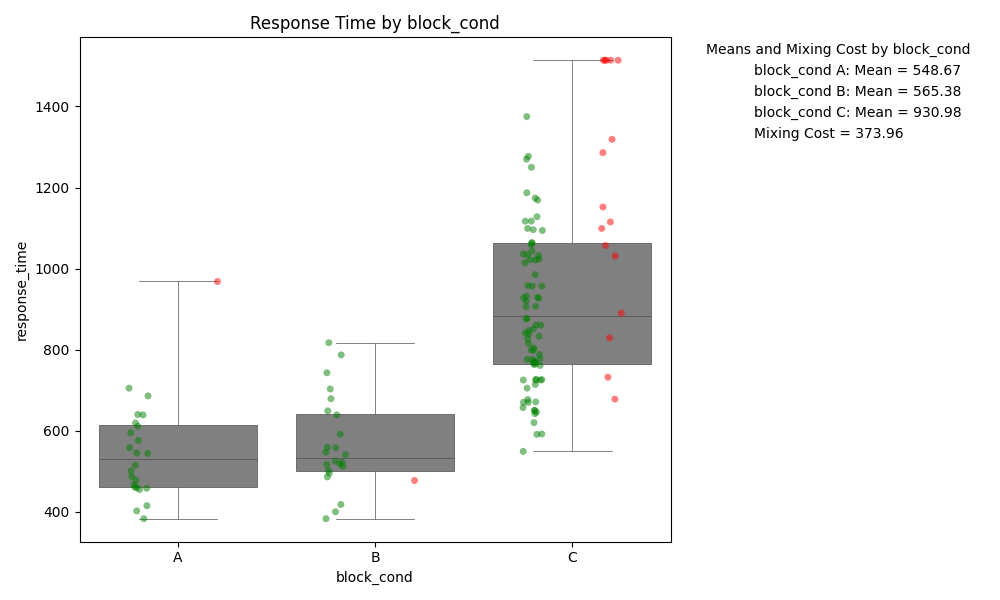 Response Time by block_cond
Means and Mixing Cost by block_cond
block_cond A: Mean = 548.67
block_cond B: Mean = 565.38
block_cond C: Mean = 930.98
Mixing Cost = 373.96
response_time
1400
1200
1000
800
600
400
A
B
C
block_cond